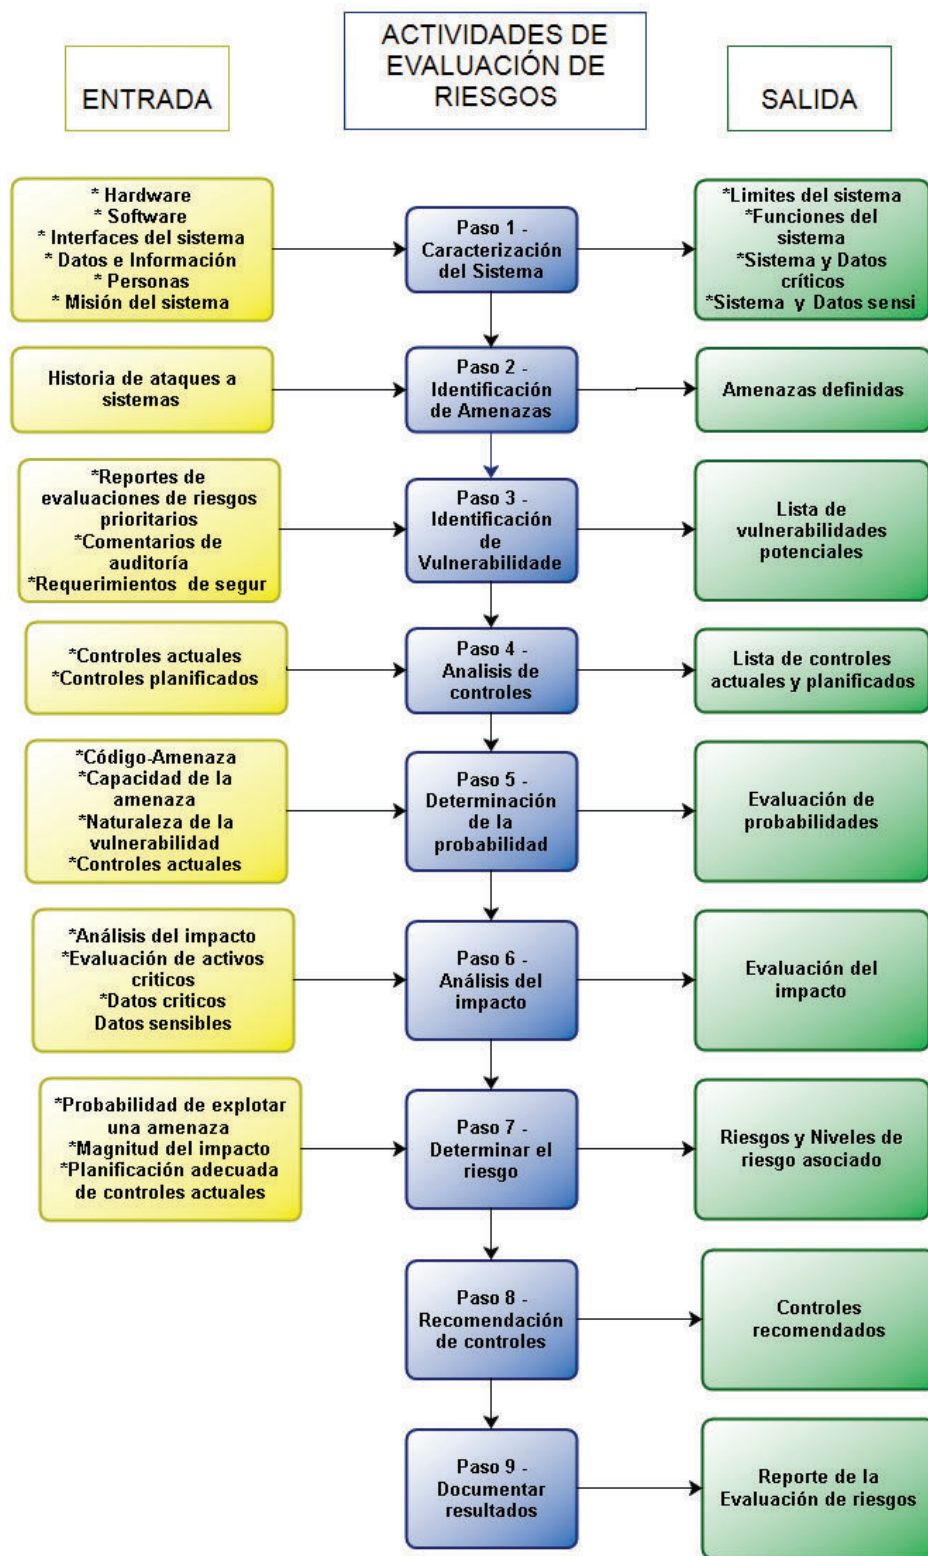 ENTRADA
ACTIVIDADES DE
EVALUACIÓN DE
RIESGOS
SALIDA
* Hardware
* Software
* Interfaces del sistema
* Datos e Información
* Personas
* Misión del sistema
Paso 1 -
Caracterización
del Sistema
*Limites del sistema
*Funciones del
sistema
*Sistema y Datos
críticos
*Sistema y Datos sensi
Historia de ataques a
sistemas
Paso 2 -
Identificación
de Amenazas
Amenazas definidas
*Reportes de
evaluaciones de riesgos
prioritarios
*Comentarios de
auditoría
*Requerimientos de segur
Paso 3 -
Identificación
de
Vulnerabilidade
Lista de
vulnerabilidades
potenciales
*Controles actuales
*Controles planificados
Paso 4 -
Analisis de
controles
Lista de controles
actuales y planificados
*Código-Amenaza
*Capacidad de la
amenaza
*Naturaleza de la
vulnerabilidad
*Controles actuales
Paso 5 -
Determinación
de la
probabilidad
Evaluación de
probabilidades
*Análisis del impacto
*Evaluación de activos
criticos
*Datos criticos
Datos sensibles
Paso 6 -
Análisis del
impacto
Evaluación del
impacto
*Probabilidad de explotar
una amenaza
*Magnitud del impacto
*Planificación adecuada
de controles actuales
Paso 7 -
Determinar el
riesgo
Riesgos y Niveles de
riesgo asociado
Paso 8 -
Recomendación
de controles
Controles
recomendados
Paso 9 -
Documentar
resultados
Reporte de la
Evaluación de riesgos